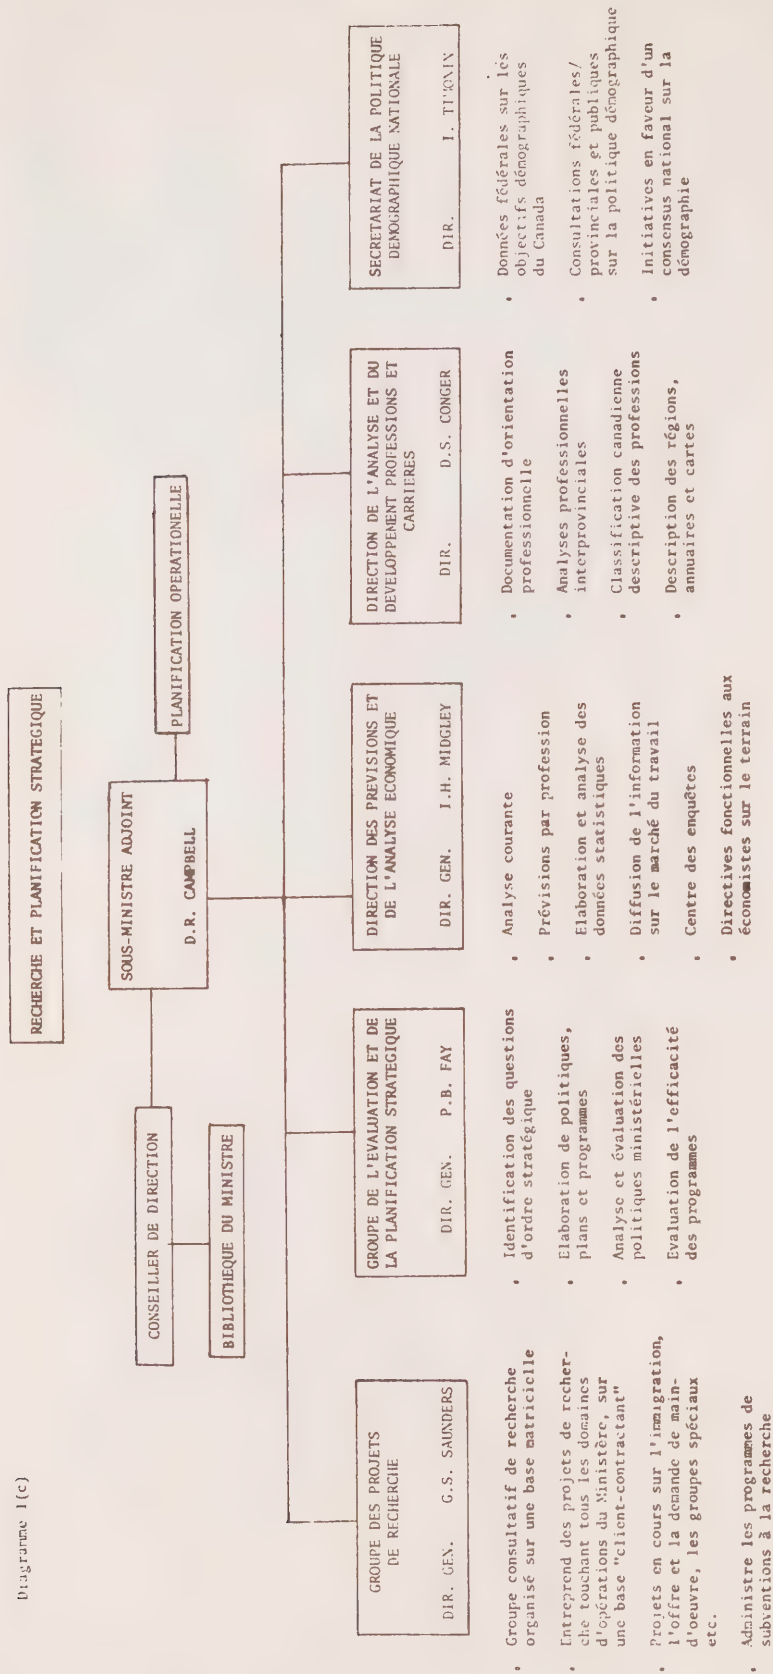 Diagramme 1(c)
RECHERCHE ET PLANIFICATION STRATEGIQUE
SOUS-MINISTRE ADJOINT
D.R. CAMPBELL
CONSEILLER DE DIRECTION
PLANIFICATION OPERATIONELLE
BIBLIOTHEQUE DU MINISTRE
GROUPE DES PROJETS
DE RECHERCHE
DIR. GEN. G.S. SAUNDERS
• Groupe consultatif de recherche
organisé sur une base matricielle
• Entreprend des projets de recher-
che touchant tous les domaines
d'opérations du Ministère, sur
une base "client-contractant"
• Projets en cours sur l'immigration,
l'offre et la demande de main-
d'oeuvre, les groupes spéciaux
etc.
• Administre les programmes de
subventions à la recherche
GROUPE DE L'EVALUATION ET DE
LA PLANIFICATION STRATEGIQUE
DIR. GEN. P.B. FAY
• Identification des questions
d'ordre stratégique
• Elaboration de politiques,
plans et programmes
• Analyse et évaluation des
politiques ministérielles
• Evaluation de l'efficacité
des programmes
DIRECTION DES PREVISIONS ET
DE L'ANALYSE ECONOMIQUE
DIR. GEN. I.H. MIDGLEY
• Analyse courante
• Prévisions par profession
• Elaboration et analyse des
données statistiques
• Diffusion de l'information
sur le marché du travail
• Centre des enquêtes
• Directives fonctionnelles aux
économistes sur le terrain
DIRECTION DE L'ANALYSE ET DU
DEVELOPPEMENT PROFESSIONS ET
CARRIERES
DIR. D.S. CONGER
• Documentation d'orientation
professionnelle
• Analyses professionnelles
interprovinciales
• Classification canadienne
descriptive des professions
• Description des régions,
annuaires et cartes
SECRETARIAT DE LA POLITIQUE
DEMOGRAPHIQUE NATIONALE
DIR. I.
• Données fédérales sur les
objectifs démographiques
du Canada
• Consultations fédérales/
provinciales et publiques
sur la politique démographique
• Initiatives en faveur d'un
consensus national sur la
démographie